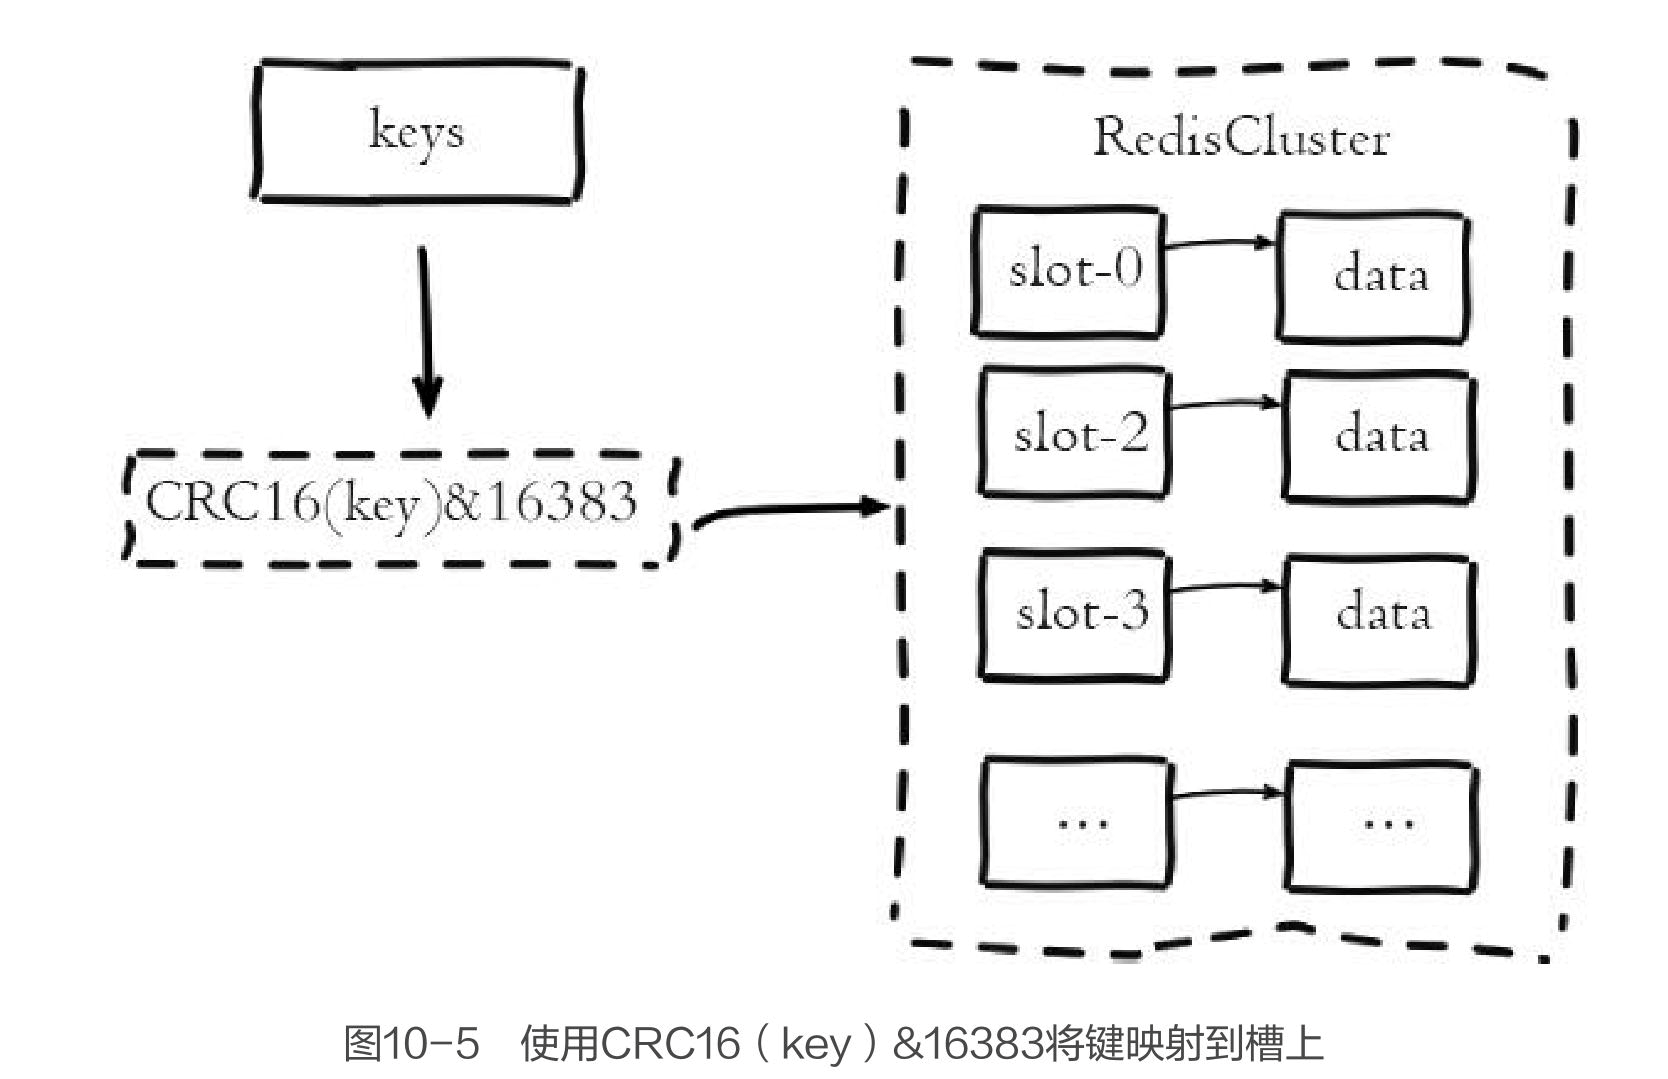 keys
CRC16(key)&16383
RedisCluster
slot-0
data
slot-2
data
slot-3
data
...
...
图10-5 使用CRC16（key）&16383将键映射到槽上